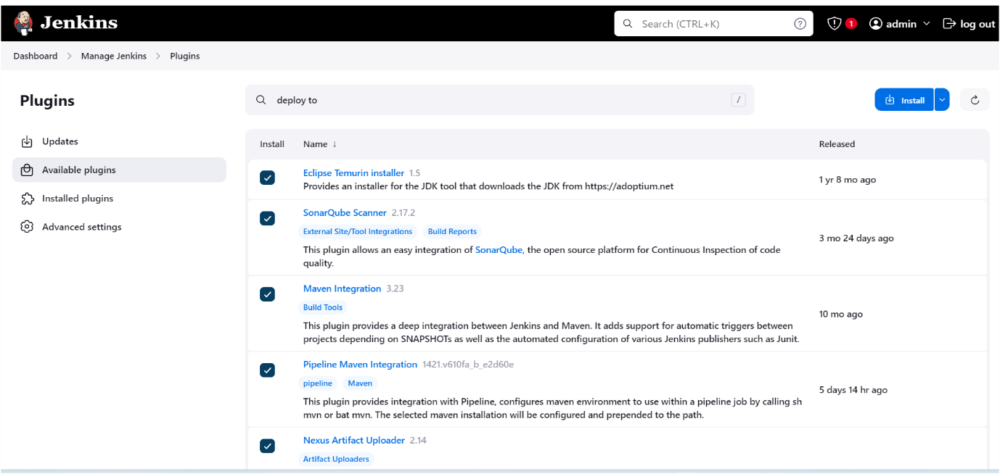 Jenkins
Search (CTRL+K)
?
1
admin
log out
Dashboard
Manage Jenkins
Plugins
Plugins
Updates
Available plugins
Installed plugins
Advanced settings
deploy to
/
Install
Install Name ↓ Released
Eclipse Temurin installer 1.5
Provides an installer for the JDK tool that downloads the JDK from https://adoptium.net
1 yr 8 mo ago
SonarQube Scanner 2.17.2
External Site/Tool Integrations Build Reports
This plugin allows an easy integration of SonarQube, the open source platform for Continuous Inspection of code
quality.
3 mo 24 days ago
Maven Integration 3.23
Build Tools
This plugin provides a deep integration between Jenkins and Maven. It adds support for automatic triggers between
projects depending on SNAPSHOTs as well as the automated configuration of various Jenkins publishers such as Junit.
10 mo ago
Pipeline Maven Integration 1421.v610fa_b_e2d60e
pipeline Maven
This plugin provides integration with Pipeline, configures maven environment to use within a pipeline job by calling sh
mvn or bat mvn. The selected maven installation will be configured and prepended to the path.
5 days 14 hr ago
Nexus Artifact Uploader 2.14
Artifact Uploaders